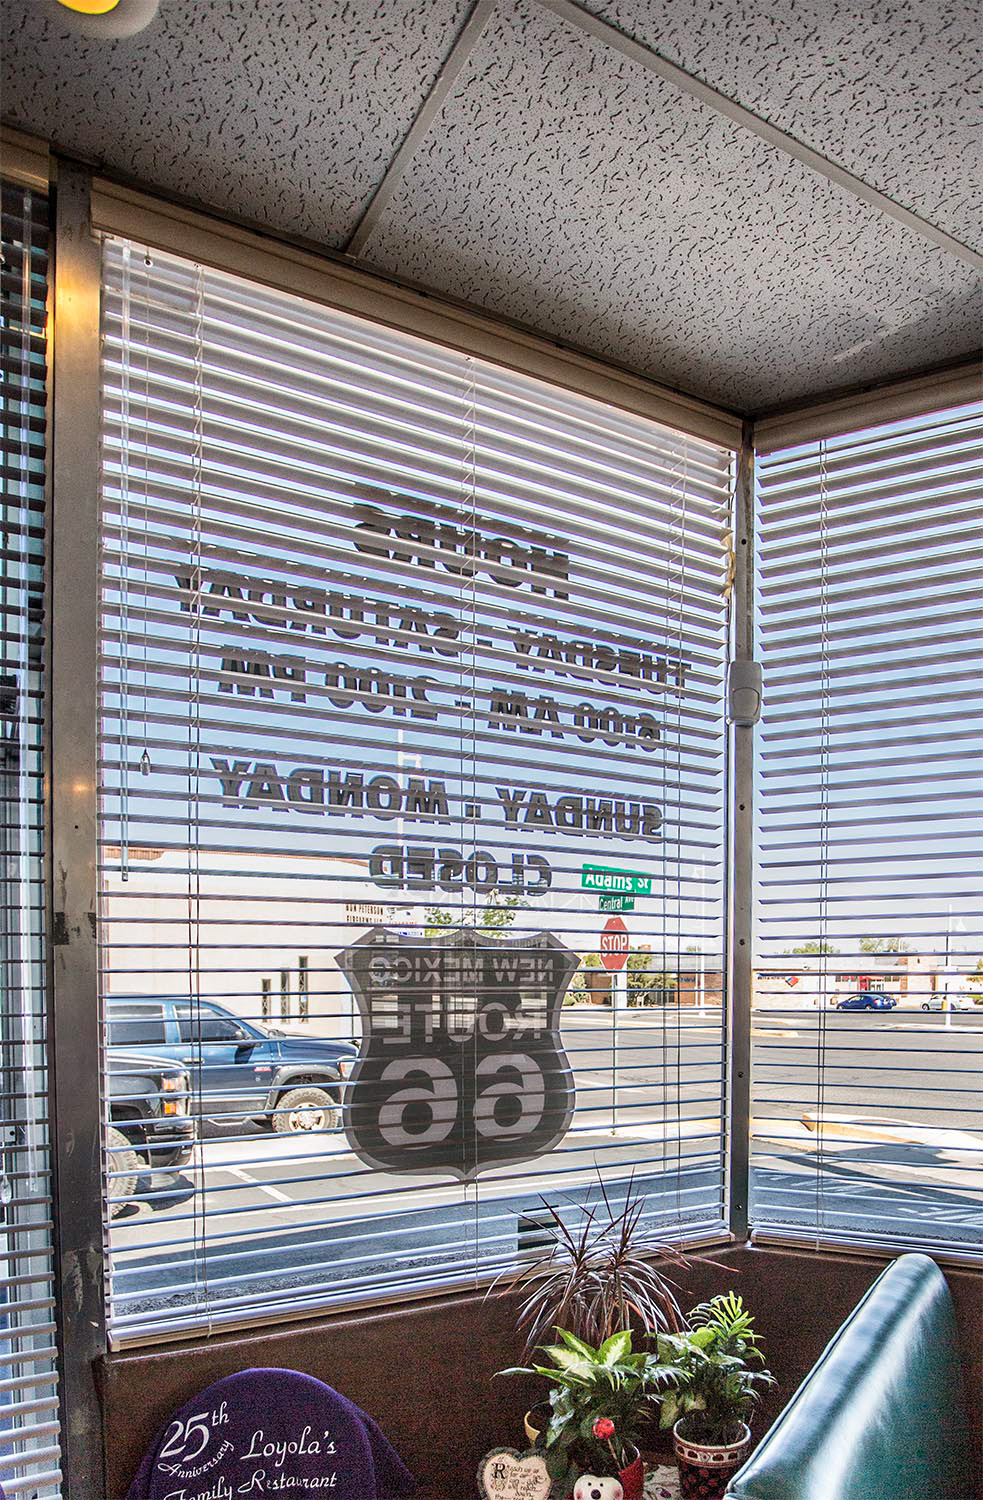 HOURS
TUESDAY - SATURDAY
6:00 AM - 2:00 PM
SUNDAY - MONDAY
CLOSED
Adams St
Central Ave
STOP
NEW MEXICO
ROUTE
66
25th
Anniversary
Loyola's
Family Restaurant